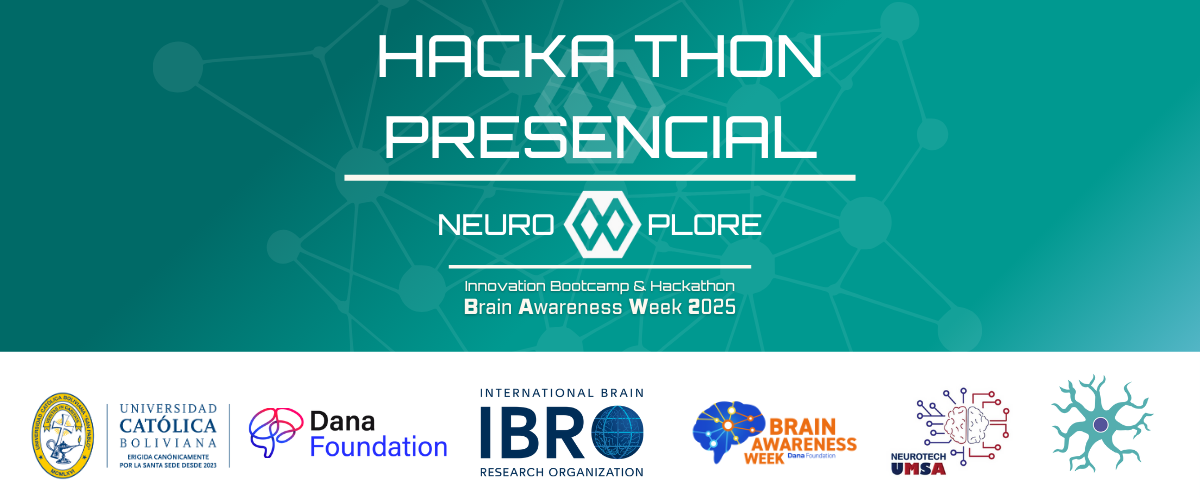 HACKA THON
PRESENCIAL
NEURO PLORE
Innovation Bootcamp & Hackathon
Brain Awareness Week 2025
UNIVERSIDAD
CATÓLICA
BOLIVIANA
ERIGIDA CANÓNICAMENTE
POR LA SANTA SEDE DESDE 2023
Dana
Foundation
INTERNATIONAL BRAIN
IBRO
RESEARCH ORGANIZATION
BRAIN
AWARENESS
WEEK Dana Foundation
NEUROTECH
UMSA